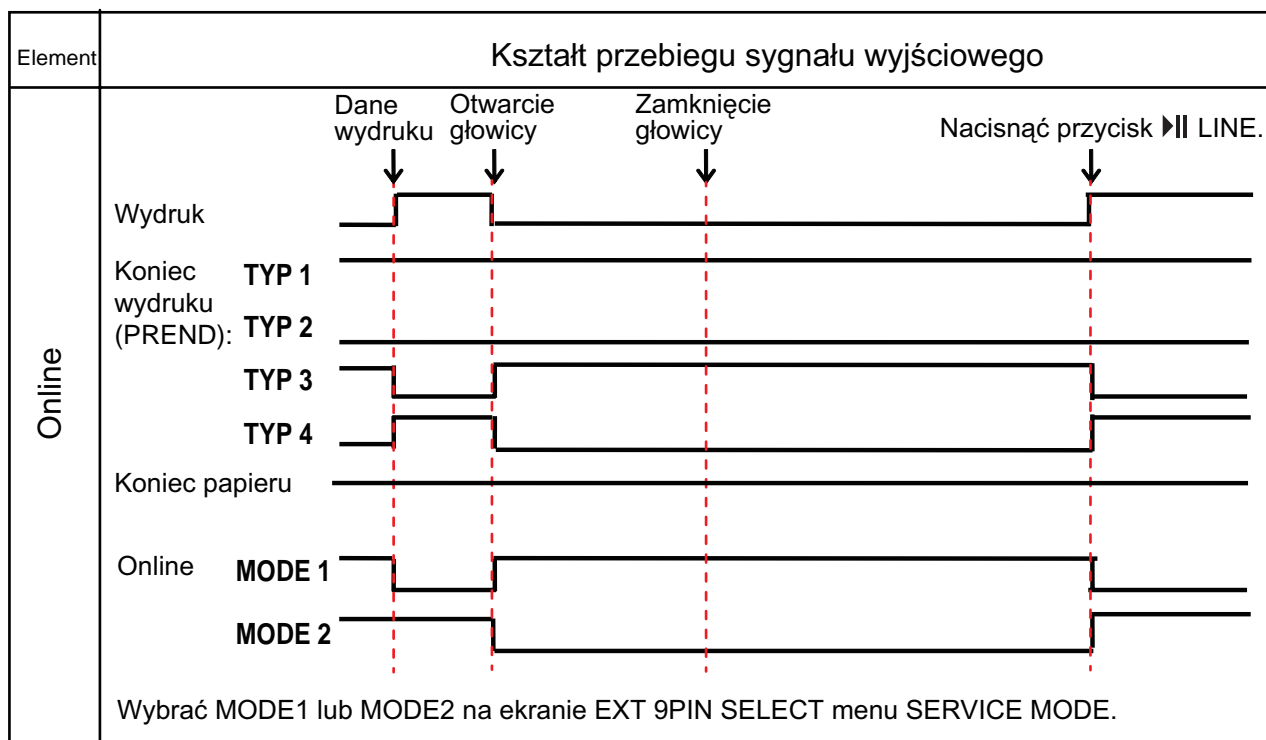 Element
Kształt przebiegu sygnału wyjściowego
Online
Dane
wydruku
Otwarcie
głowicy
Zamknięcie
głowicy
Nacisnąć przycisk LINE.
Wydruk
Koniec
wydruku
(PREND):
TYP 1
TYP 2
TYP 3
TYP 4
Koniec papieru
Online
MODE 1
MODE 2
Wybrać MODE1 lub MODE2 na ekranie EXT 9PIN SELECT menu SERVICE MODE.